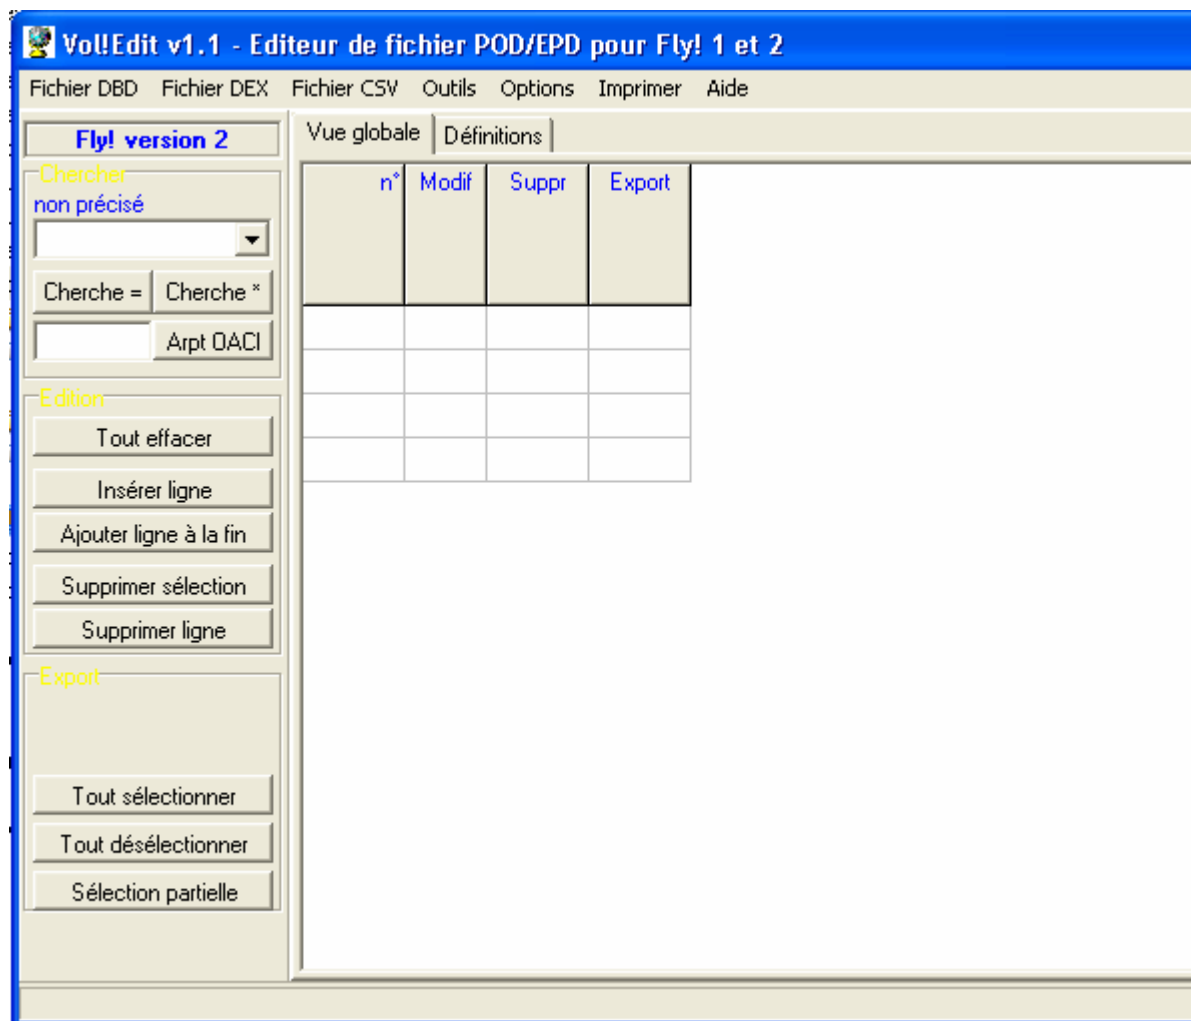 Vol!Edit v1.1 - Editeur de fichier POD/EPD pour Fly! 1 et 2
Fichier DBD Fichier DEX Fichier CSV Outils Options Imprimer Aide
Fly! version 2
Vue globale Définitions
Chercher
non précisé
n° Modif Suppr Export
Cherche = Cherche *
Arpt OACI
Edition
Tout effacer
Insérer ligne
Ajouter ligne à la fin
Supprimer sélection
Supprimer ligne
Export
Tout sélectionner
Tout désélectionner
Sélection partielle